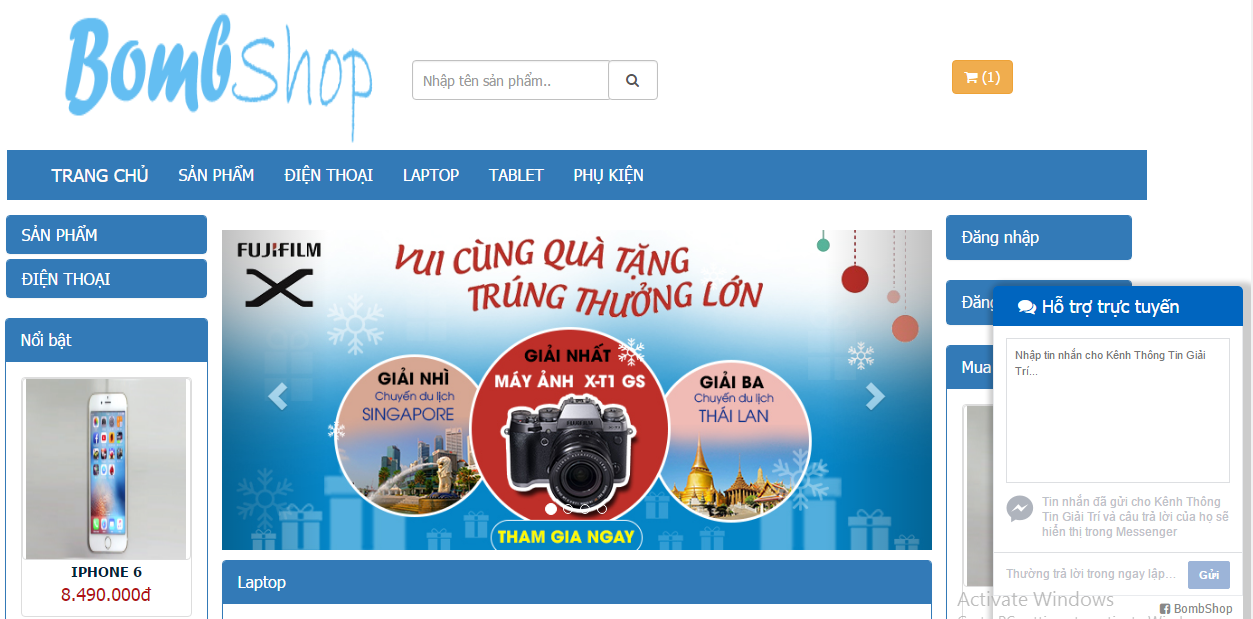 BombShop
Nhập tên sản phẩm..
(1)
TRANG CHỦ
SẢN PHẨM
ĐIỆN THOẠI
LAPTOP
TABLET
PHỤ KIỆN
SẢN PHẨM
ĐIỆN THOẠI
Nổi bật
IPHONE 6
8.490.000đ
FUJIFILM
X
VUI CÙNG QUÀ TẶNG
TRÚNG THƯỞNG LỚN
GIẢI NHÌ
Chuyến du lịch
SINGAPORE
GIẢI NHẤT
MÁY ẢNH X-T1 GS
GIẢI BA
Chuyến du lịch
THÁI LAN
THAM GIA NGAY
Laptop
Đăng nhập
Đăng
Mua
Hỗ trợ trực tuyến
Nhập tin nhắn cho Kênh Thông Tin Giải
Trí...
Tin nhắn đã gửi cho Kênh Thông
Tin Giải Trí và câu trả lời của họ sẽ
hiển thị trong Messenger
Thường trả lời trong ngay lập...
Gửi
Activate Windows
BombShop